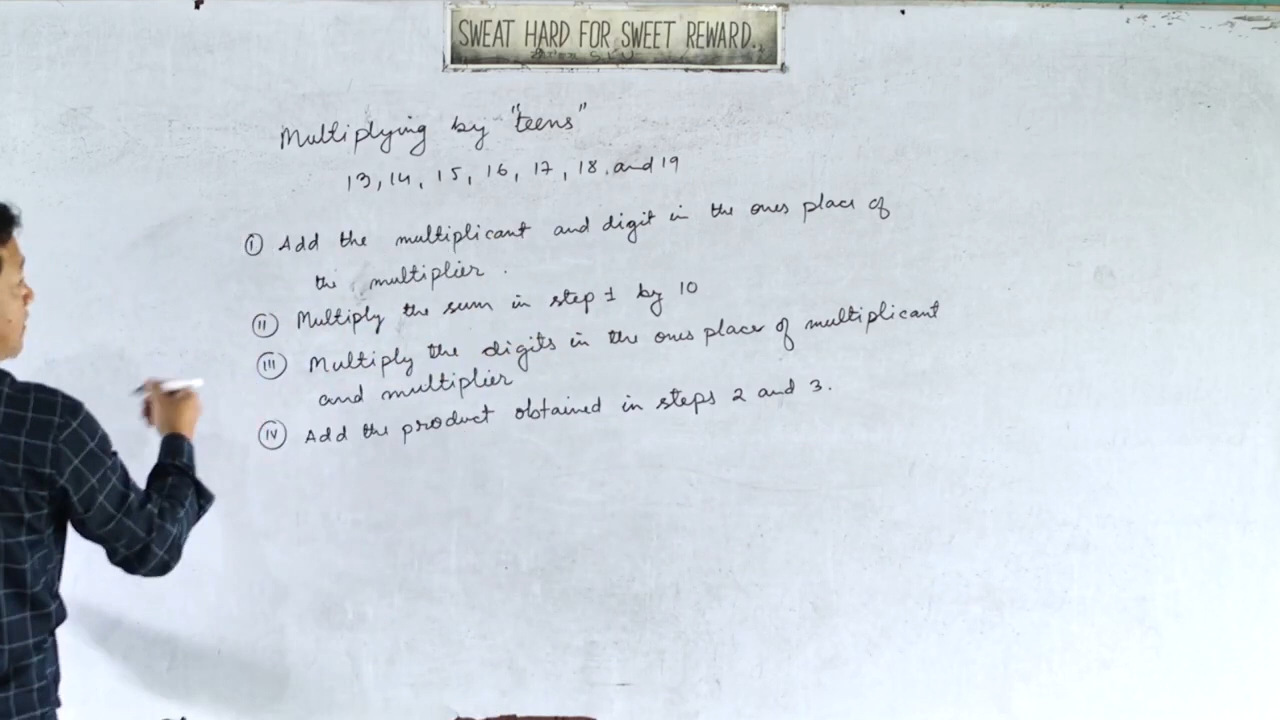 SWEAT HARD FOR SWEET REWARD.
Multiplying by "teens"
13, 14, 15, 16, 17, 18, and 19
(i) Add the multiplicant and digit in the ones place of
the multiplier.
(ii) Multiply the sum in step 1 by 10
(iii) Multiply the digits in the ones place of multiplicant
and multiplier
(iv) Add the product obtained in steps 2 and 3.